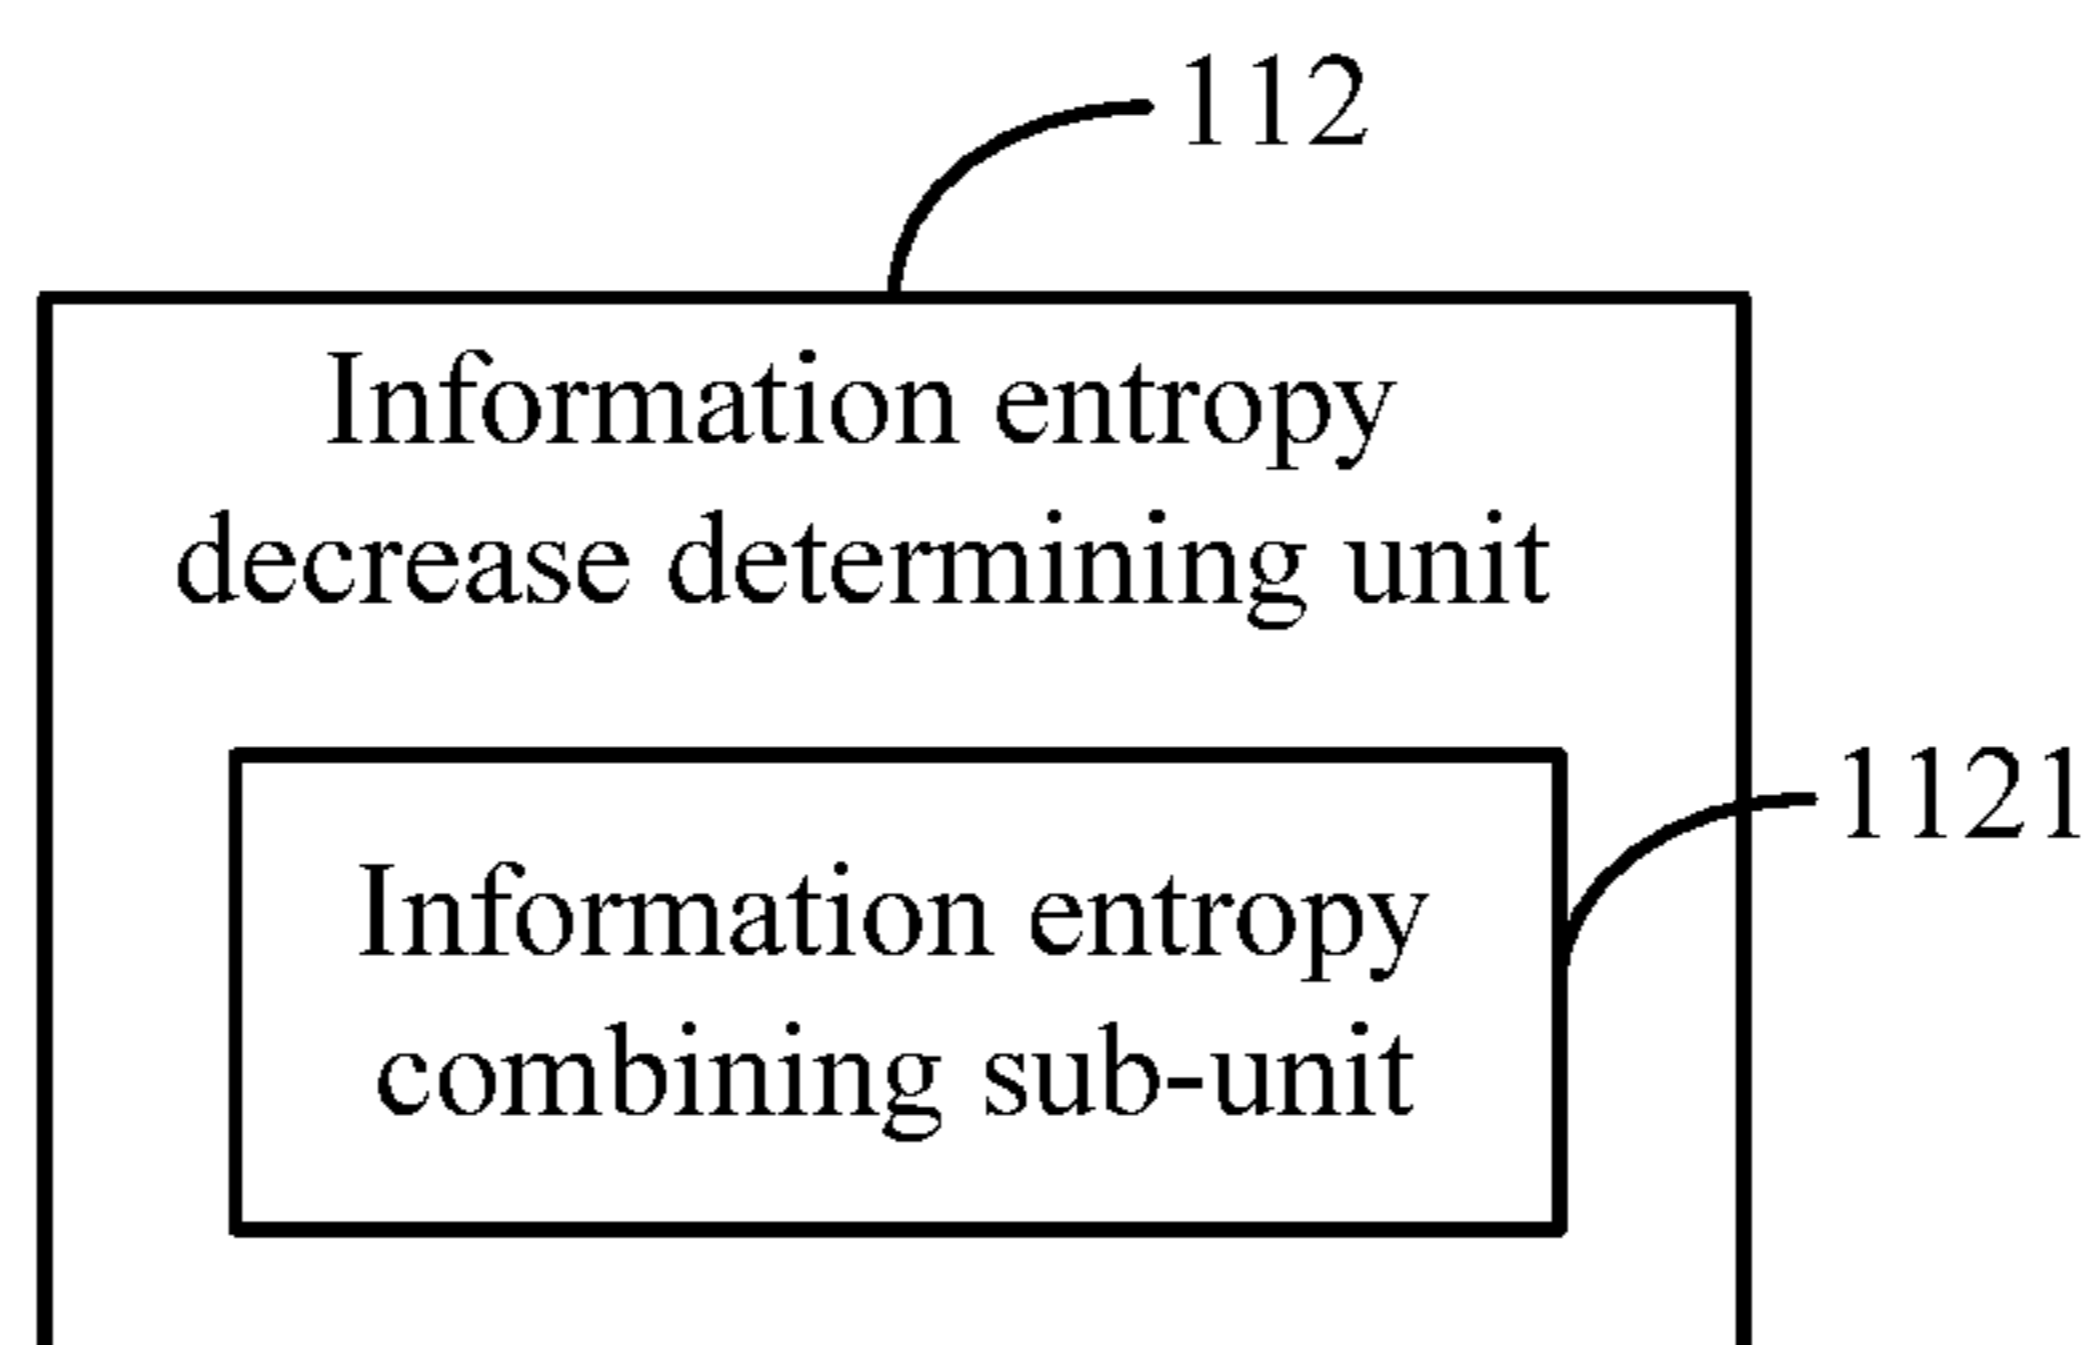 112
Information entropy
decrease determining unit
1121
Information entropy
combining sub-unit